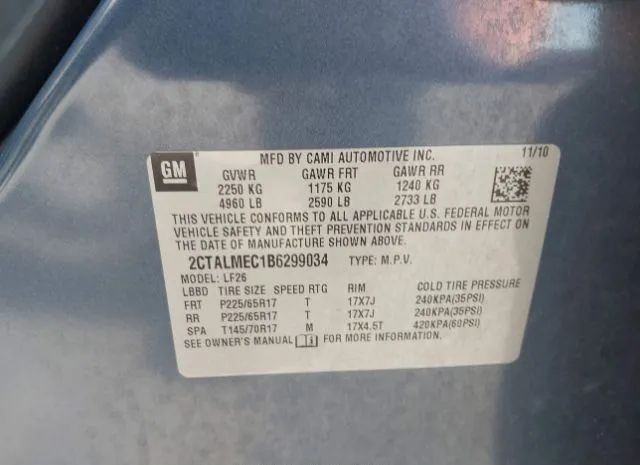 GM
MFD BY CAMI AUTOMOTIVE INC. 11/10
GVWR GAWR FRT GAWR RR
2250 KG 1175 KG 1240 KG
4960 LB 2590 LB 2733 LB
THIS VEHICLE CONFORMS TO ALL APPLICABLE U.S. FEDERAL MOTOR
VEHICLE SAFETY AND THEFT PREVENTION STANDARDS IN EFFECT ON
THE DATE OF MANUFACTURE SHOWN ABOVE.
2CTALMEC1B6299034 TYPE: M.P.V.
MODEL: LF26
LBBD TIRE SIZE SPEED RTG RIM COLD TIRE PRESSURE
FRT P225/65R17 T 17X7J 240KPA(35PSI)
RR P225/65R17 T 17X7J 240KPA(35PSI)
SPA T145/70R17 M 17X4.5T 420KPA(60PSI)
SEE OWNER'S MANUAL FOR MORE INFORMATION.